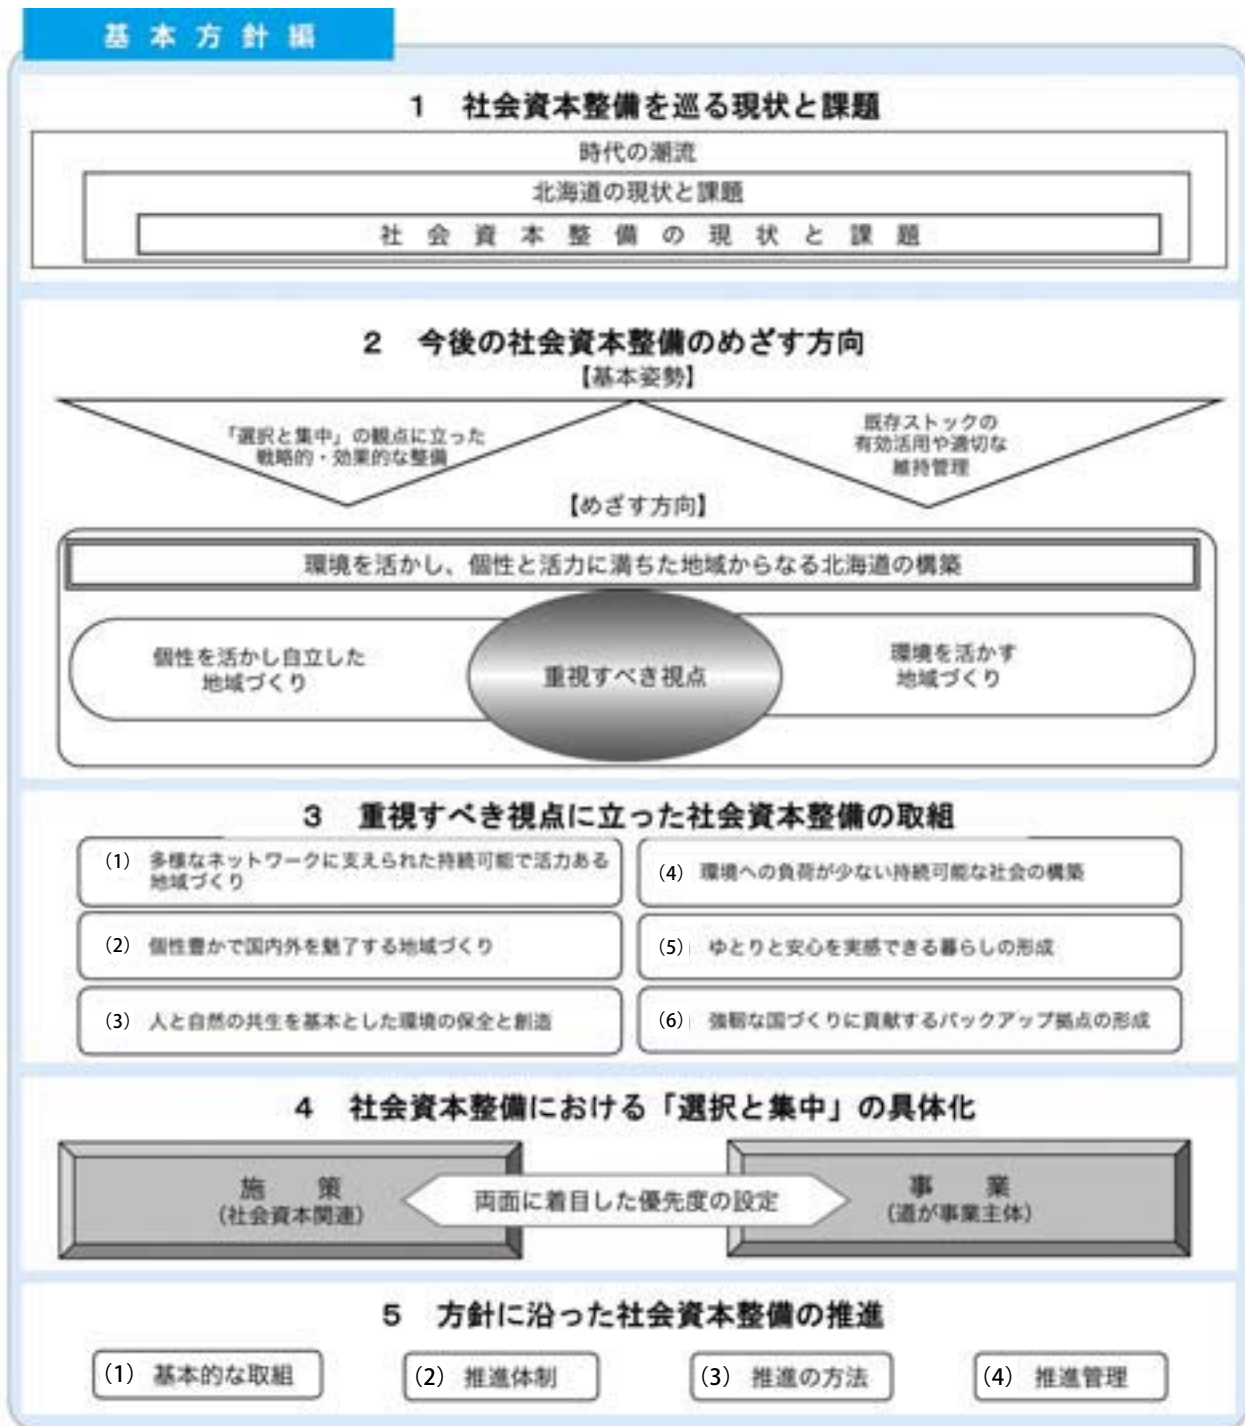 基本方針編
1 社会資本整備を巡る現状と課題
時代の潮流
北海道の現状と課題
社会資本整備の現状と課題
2 今後の社会資本整備のめざす方向
【基本姿勢】
「選択と集中」の観点に立った
戦略的・効果的な整備
既存ストックの
有効活用や適切な
維持管理
【めざす方向】
環境を活かし、個性と活力に満ちた地域からなる北海道の構築
個性を活かし自立した
地域づくり
重視すべき視点
環境を活かす
地域づくり
3 重視すべき視点に立った社会資本整備の取組
(1) 多様なネットワークに支えられた持続可能で活力ある
地域づくり
(2) 個性豊かで国内外を魅了する地域づくり
(3) 人と自然の共生を基本とした環境の保全と創造
(4) 環境への負荷が少ない持続可能な社会の構築
(5) ゆとりと安心を実感できる暮らしの形成
(6) 強靱な国づくりに貢献するバックアップ拠点の形成
4 社会資本整備における「選択と集中」の具体化
施策
(社会資本関連)
両面に着目した優先度の設定
事業
(道が事業主体)
5 方針に沿った社会資本整備の推進
(1) 基本的な取組
(2) 推進体制
(3) 推進の方法
(4) 推進管理